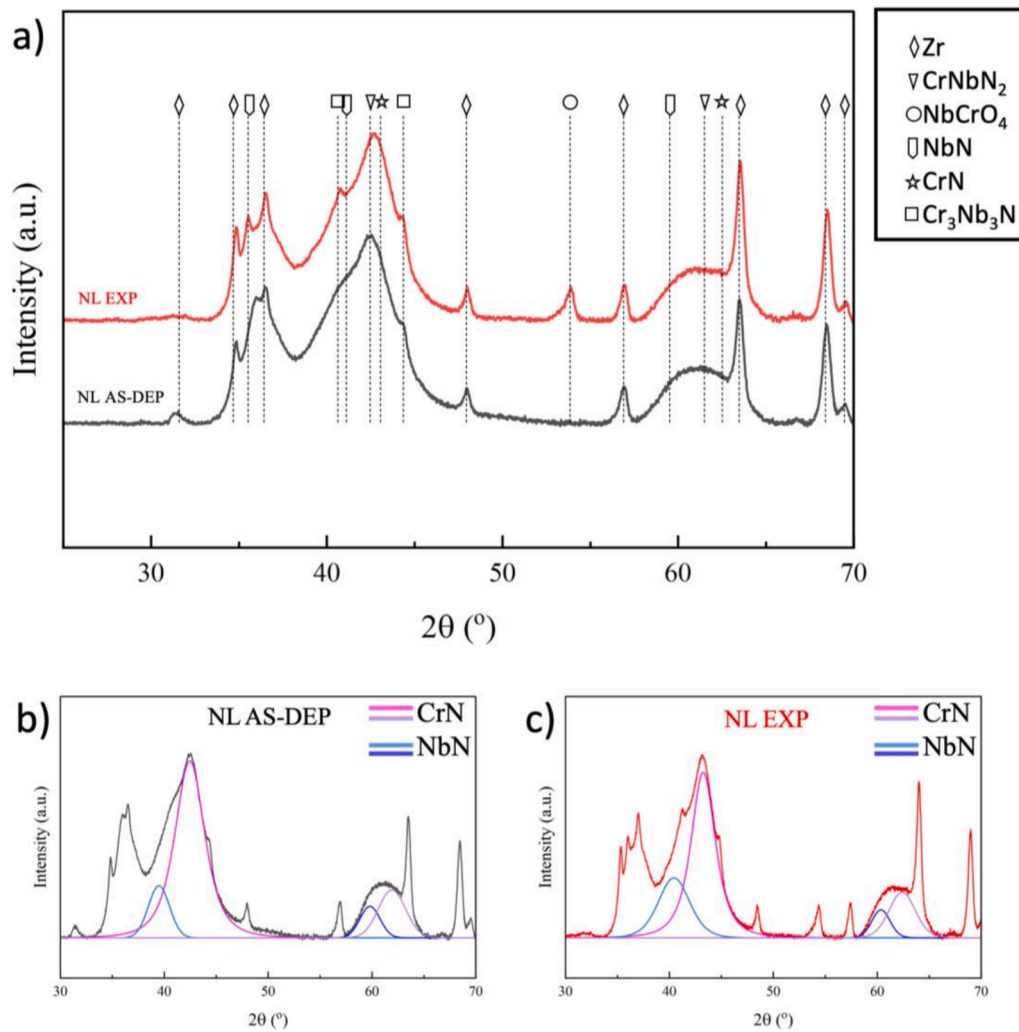 a)
Zr
CrNbN₂
NbCrO₄
NbN
CrN
Cr₃Nb₃N
Intensity (a.u.)
NL EXP
NL AS-DEP
30 40 50 60 70
2θ (º)
b)
NL AS-DEP
CrN
NbN
Intensity (a.u.)
30 40 50 60 70
2θ (°)
c)
NL EXP
CrN
NbN
Intensity (a.u.)
30 40 50 60 70
2θ (°)